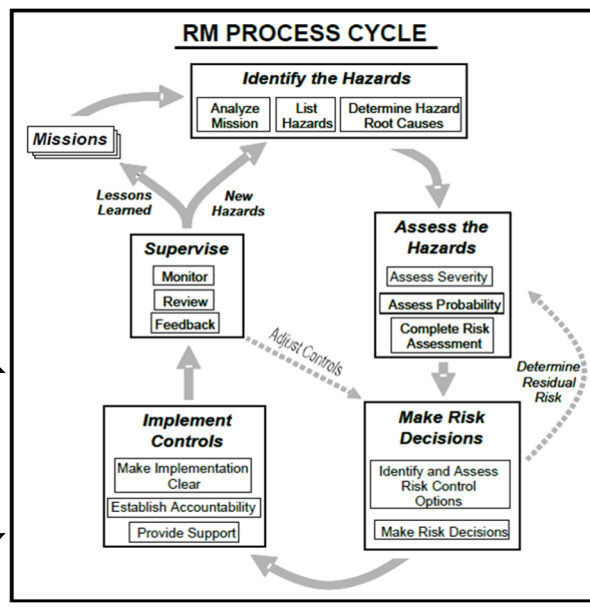 RM PROCESS CYCLE
Identify the Hazards
Analyze
Mission
List
Hazards
Determine Hazard
Root Causes
Missions
Lessons
Learned
New
Hazards
Assess the
Hazards
Assess Severity
Assess Probability
Complete Risk
Assessment
Supervise
Monitor
Review
Feedback
Adjust Controls
Determine
Residual
Risk
Implement
Controls
Make Implementation
Clear
Establish Accountability
Provide Support
Make Risk
Decisions
Identify and Assess
Risk Control
Options
Make Risk Decisions